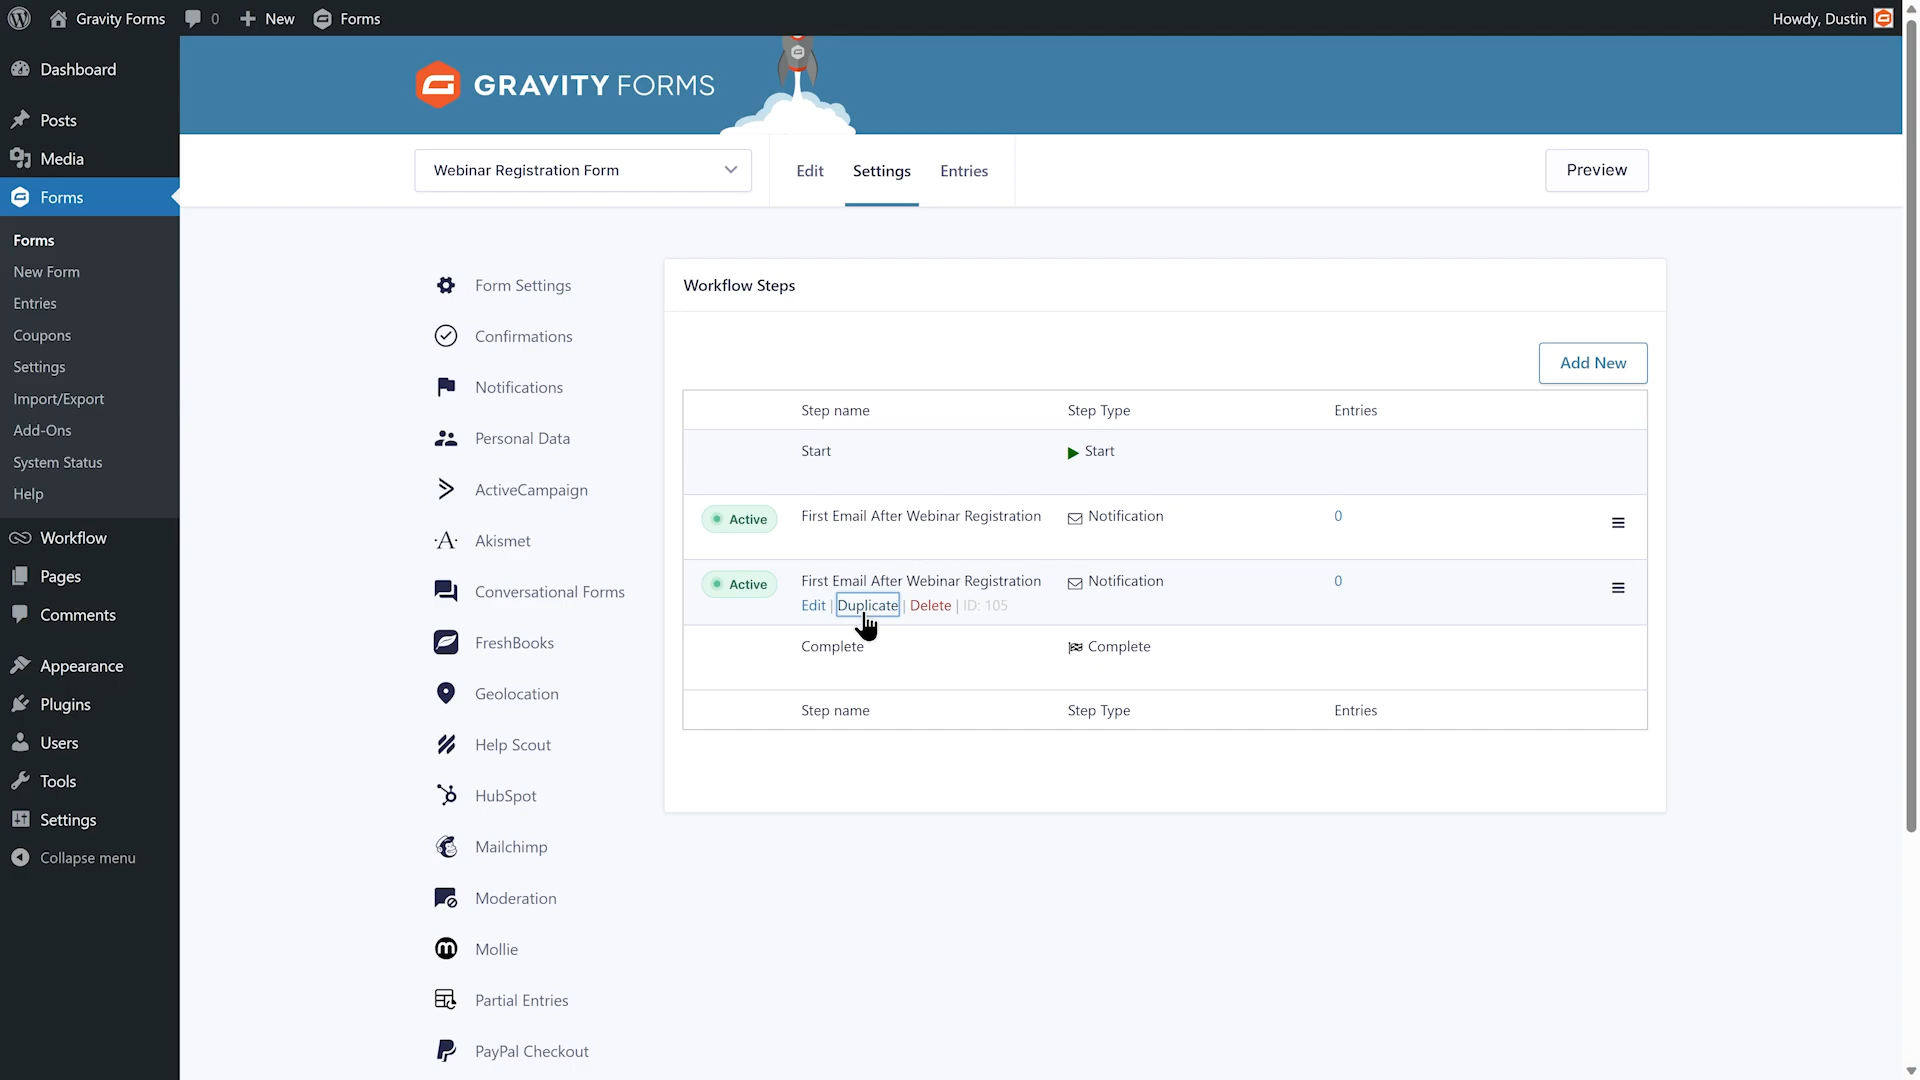 Gravity Forms 0 New Forms Howdy, Dustin
Dashboard
Posts
Media
Forms
Forms
New Form
Entries
Coupons
Settings
Import/Export
Add-Ons
System Status
Help
Workflow
Pages
Comments
Appearance
Plugins
Users
Tools
Settings
Collapse menu
GRAVITY FORMS
Webinar Registration Form Edit Settings Entries Preview
Form Settings
Confirmations
Notifications
Personal Data
ActiveCampaign
Akismet
Conversational Forms
FreshBooks
Geolocation
Help Scout
HubSpot
Mailchimp
Moderation
Mollie
Partial Entries
PayPal Checkout
Workflow Steps
Add New
Step name Step Type Entries
Start Start
Active First Email After Webinar Registration Notification 0
Active First Email After Webinar Registration Notification 0
Edit | Duplicate | Delete | ID: 105
Complete Complete
Step name Step Type Entries